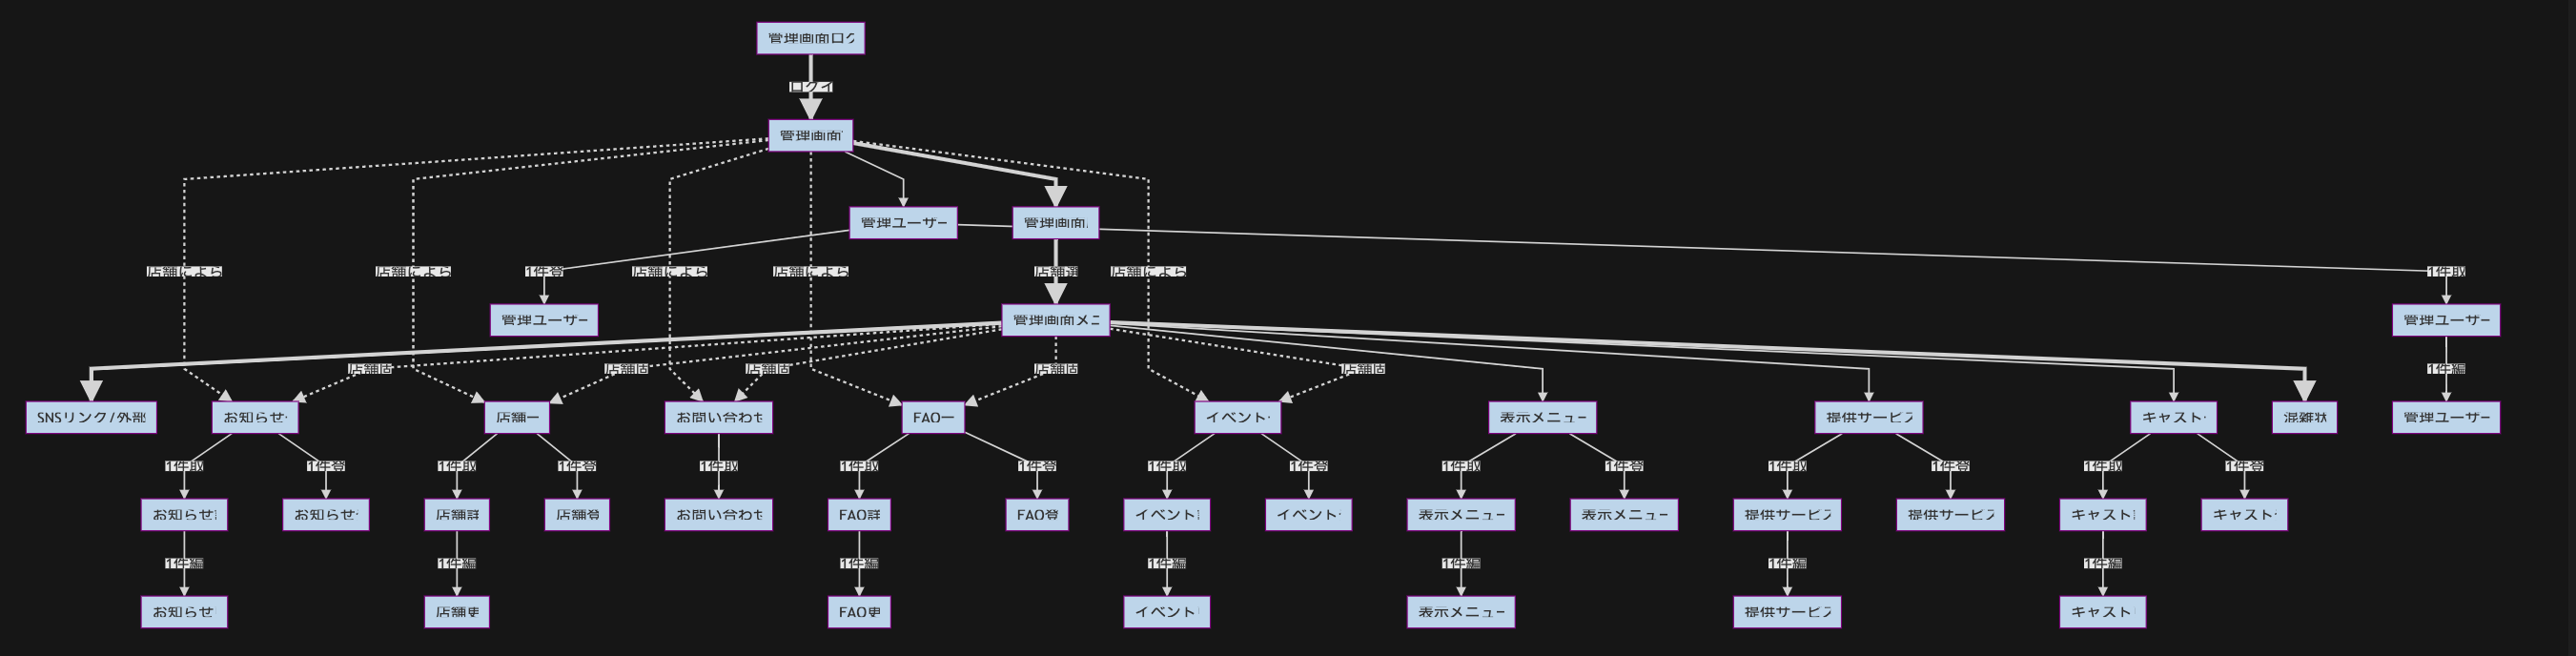 管理画面ログ
ログイ
管理画面
管理ユーザー
管理画面
店舗によら
店舗によら
1件登
店舗によら
店舗によら
店舗選
店舗によら
1件取
管理ユーザー
管理画面メニ
管理ユーザー
店舗固
店舗固
店舗固
店舗固
店舗固
1件編
SNSリンク/外部
お知らせ
店舗一
お問い合わせ
FAQ一
イベント
表示メニュー
提供サービス
キャスト
混雑状
管理ユーザー
1件取
1件登
1件取
1件登
1件取
1件取
1件登
1件取
1件登
1件取
1件登
1件取
1件登
1件取
1件登
お知らせ
お知らせ
店舗詳
店舗登
お問い合わせ
FAQ詳
FAQ登
イベント
イベント
表示メニュー
表示メニュー
提供サービス
提供サービス
キャスト
キャスト
1件編
1件編
1件編
1件編
1件編
1件編
1件編
お知らせ
店舗更
FAQ更
イベント
表示メニュー
提供サービス
キャスト